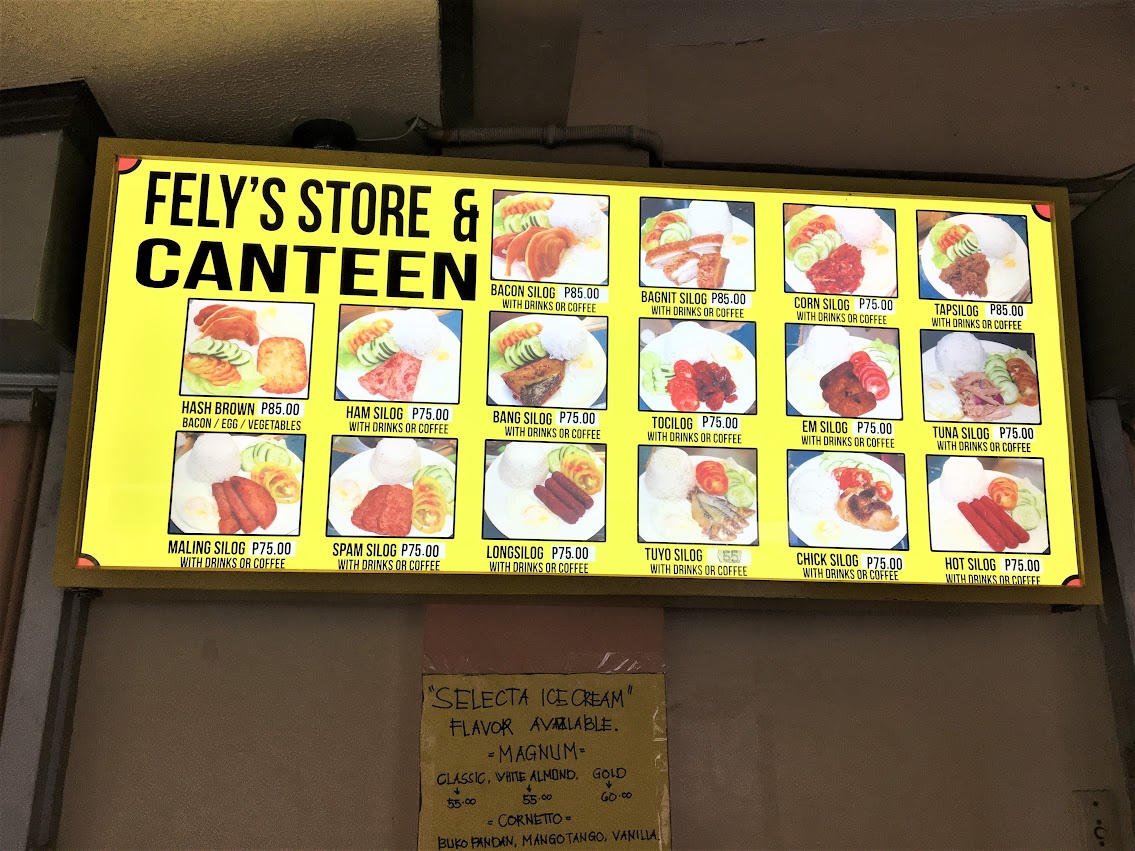 FELY'S STORE &
CANTEEN
BACON SILOG P85.00
WITH DRINKS OR COFFEE
BAGNIT SILOG P85.00
WITH DRINKS OR COFFEE
CORN SILOG P75.00
WITH DRINKS OR COFFEE
TAPSILOG P85.00
WITH DRINKS OR COFFEE
HASH BROWN P85.00
BACON / EGG / VEGETABLES
HAM SILOG P75.00
WITH DRINKS OR COFFEE
BANG SILOG P75.00
WITH DRINKS OR COFFEE
TOCILOG P75.00
WITH DRINKS OR COFFEE
EM SILOG P75.00
WITH DRINKS OR COFFEE
TUNA SILOG P75.00
WITH DRINKS OR COFFEE
MALING SILOG P75.00
WITH DRINKS OR COFFEE
SPAM SILOG P75.00
WITH DRINKS OR COFFEE
LONGSILOG P75.00
WITH DRINKS OR COFFEE
TUYO SILOG 55
WITH DRINKS OR COFFEE
CHICK SILOG P75.00
WITH DRINKS OR COFFEE
HOT SILOG P75.00
WITH DRINKS OR COFFEE
"SELECTA ICE CREAM"
FLAVOR AVAILABLE.
=MAGNUM=
CLASSIC, WHITE ALMOND, GOLD
55.00 55.00 60.00
=CORNETTO=
BUKO PANDAN, MANGO TANGO, VANILLA